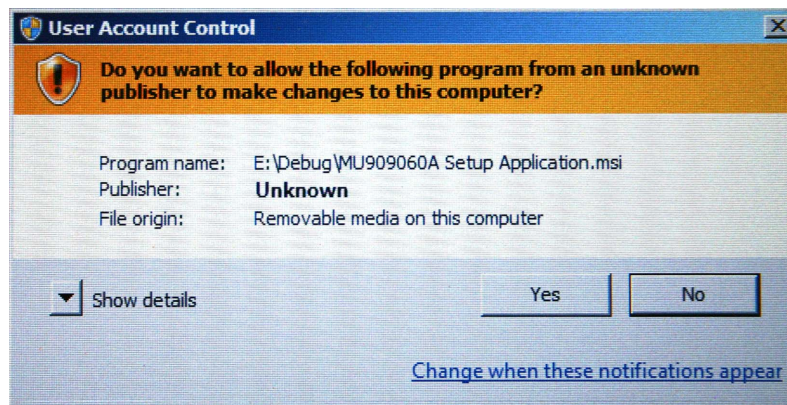 User Account Control
Do you want to allow the following program from an unknown
publisher to make changes to this computer?
Program name: E:\Debug\MU909060A Setup Application.msi
Publisher: Unknown
File origin: Removable media on this computer
Show details
Yes
No
Change when these notifications appear